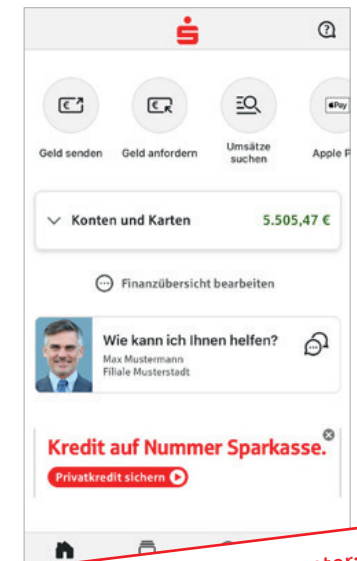 Geld senden
Geld anfordern
Umsätze
suchen
Pay
Apple P
Konten und Karten
5.505,47 €
Finanzübersicht bearbeiten
Wie kann ich Ihnen helfen?
Max Mustermann
Filiale Musterstadt
Kredit auf Nummer Sparkasse.
Privatkredit sichern